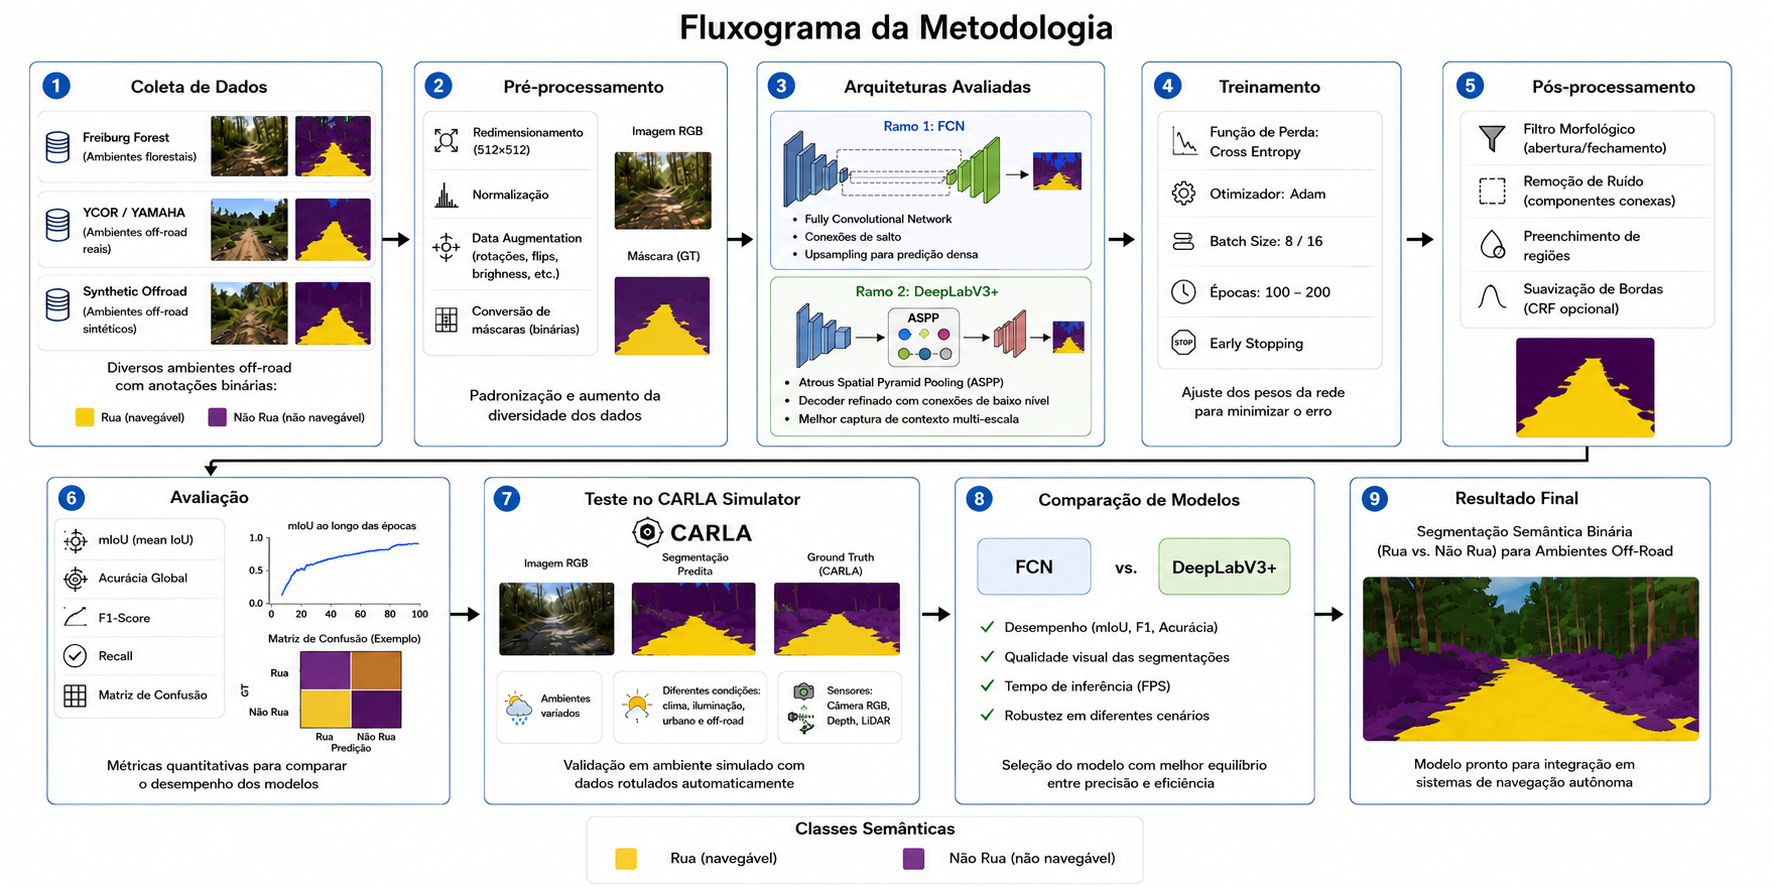 Fluxograma da Metodologia
1
Coleta de Dados
Freiburg Forest
(Ambientes florestais)
YCOR / YAMAHA
(Ambientes off-road
reais)
Synthetic Offroad
(Ambientes off-road
sintéticos)
Diversos ambientes off-road
com anotações binárias:
Rua (navegável)
Não Rua (não navegável)
2
Pré-processamento
Redimensionamento
(512×512)
Normalização
Data Augmentation
(rotações, flips,
brighness, etc.)
Conversão de
máscaras (binárias)
Imagem RGB
Máscara (GT)
Padronização e aumento da
diversidade dos dados
3
Arquiteturas Avaliadas
Ramo 1: FCN
• Fully Convolutional Network
• Conexões de salto
• Upsampling para predição densa
Ramo 2: DeepLabV3+
ASPP
• Atrous Spatial Pyramid Pooling (ASPP)
• Decoder refinado com conexões de baixo nível
• Melhor captura de contexto multi-escala
4
Treinamento
Função de Perda:
Cross Entropy
Otimizador: Adam
Batch Size: 8 / 16
Épocas: 100 – 200
STOP
Early Stopping
Ajuste dos pesos da rede
para minimizar o erro
5
Pós-processamento
Filtro Morfológico
(abertura/fechamento)
Remoção de Ruído
(componentes conexas)
Preenchimento de
regiões
Suavização de Bordas
(CRF opcional)
6
Avaliação
mIoU (mean IoU)
Acurácia Global
F1-Score
Recall
Matriz de Confusão
mIoU ao longo das épocas
1.0
0.5
0.0
0 20 40 60 80 100
Matriz de Confusão (Exemplo)
GT
Rua
Não Rua
Rua Não Rua
Predição
Métricas quantitativas para comparar
o desempenho dos modelos
7
Teste no CARLA Simulator
CARLA
Imagem RGB
Segmentação
Predita
Ground Truth
(CARLA)
Ambientes
variados
Diferentes condições:
clima, iluminação,
urbano e off-road
Sensores:
Câmera RGB,
Depth, LiDAR
Validação em ambiente simulado com
dados rotulados automaticamente
8
Comparação de Modelos
FCN vs. DeepLabV3+
Desempenho (mIoU, F1, Acurácia)
Qualidade visual das segmentações
Tempo de inferência (FPS)
Robustez em diferentes cenários
Seleção do modelo com melhor equilíbrio
entre precisão e eficiência
9
Resultado Final
Segmentação Semântica Binária
(Rua vs. Não Rua) para Ambientes Off-Road
Modelo pronto para integração em
sistemas de navegação autônoma
Classes Semânticas
Rua (navegável)
Não Rua (não navegável)